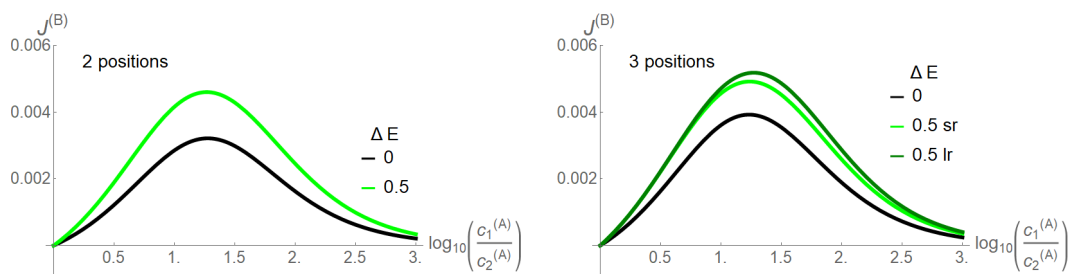 J^(B)
0.006
0.004
0.002
2 positions
Δ E
0
0.5
0.5 1. 1.5 2. 2.5 3.
log₁₀(c₁^(A)/c₂^(A))
J^(B)
0.006
0.004
0.002
3 positions
Δ E
0
0.5 sr
0.5 lr
0.5 1. 1.5 2. 2.5 3.
log₁₀(c₁^(A)/c₂^(A))